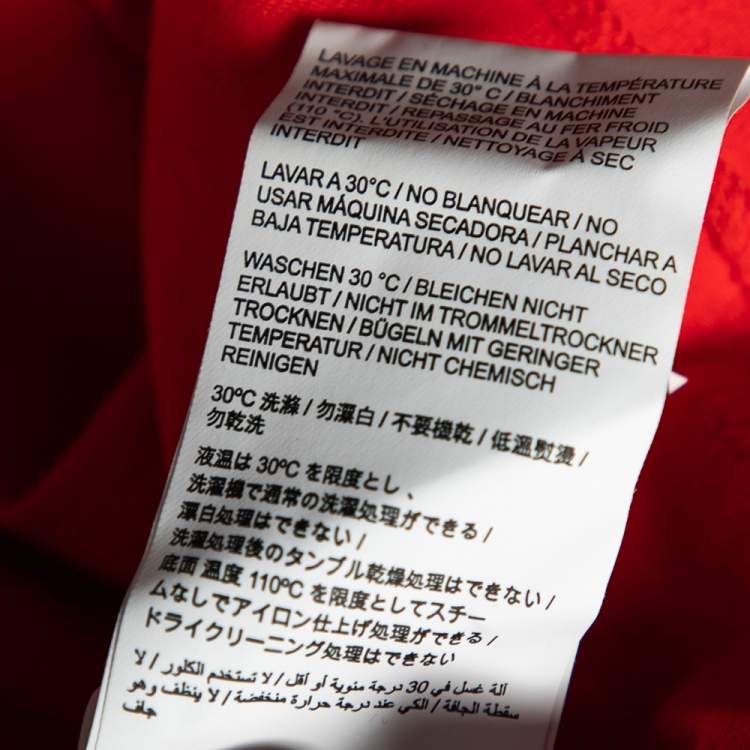 LAVAGE EN MACHINE À LA TEMPÉRATURE
MAXIMALE DE 30° C / BLANCHIMENT
INTERDIT / SÉCHAGE EN MACHINE
INTERDIT / REPASSAGE AU FER FROID
(110 °C). L'UTILISATION DE LA VAPEUR
EST INTERDITE / NETTOYAGE À SEC
INTERDIT
LAVAR A 30°C / NO BLANQUEAR / NO
USAR MÁQUINA SECADORA / PLANCHAR A
BAJA TEMPERATURA / NO LAVAR AL SECO
WASCHEN 30 °C / BLEICHEN NICHT
ERLAUBT / NICHT IM TROMMELTROCKNER
TROCKNEN / BÜGELN MIT GERINGER
TEMPERATUR / NICHT CHEMISCH
REINIGEN
30ºC 洗滌 / 勿漂白 / 不要機乾 / 低溫熨燙 /
勿乾洗
液温は 30ºC を限度とし、
洗濯機で通常の洗濯処理ができる /
漂白処理はできない /
洗濯処理後のタンブル乾燥処理はできない /
底面 温度 110ºC を限度としてスチー
ムなしでアイロン仕上げ処理ができる /
ドライクリーニング処理はできない
آلة غسل في 30 درجة مئوية أو أقل / لا تستخدم الكلور / لا
سقطة الجافة / الكي عند درجة حرارة منخفضة / لا ينظف وهو
جاف